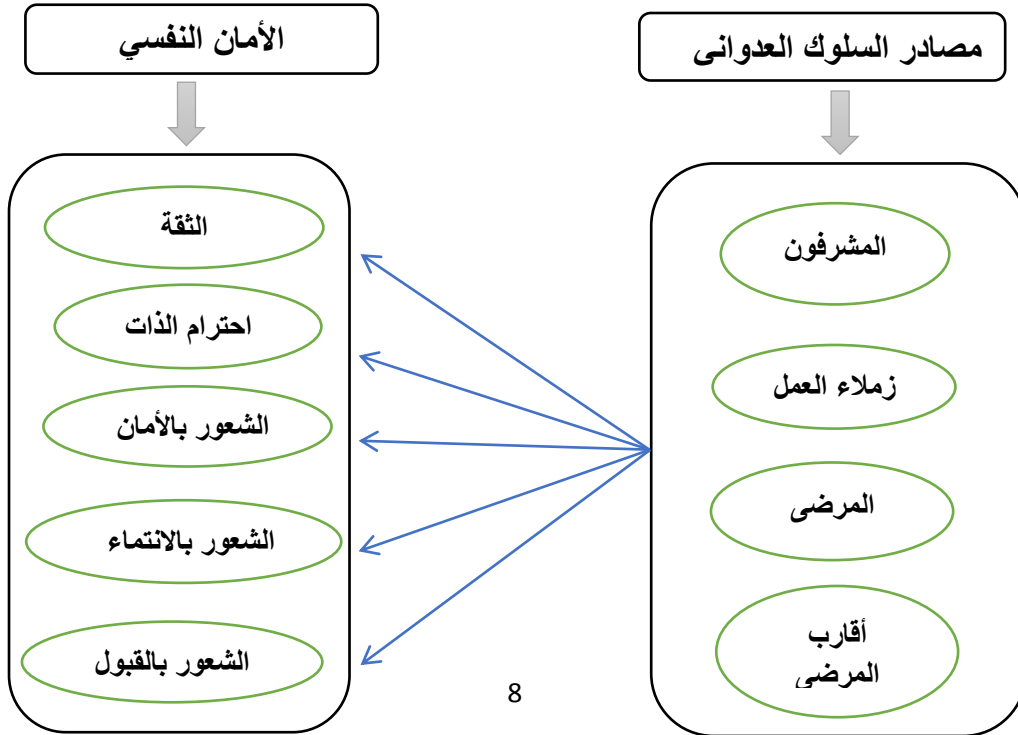 مصادر السلوك العدوانى
المشرفون
زملاء العمل
المرضى
أقارب
المرضى
الأمان النفسي
الثقة
احترام الذات
الشعور بالأمان
الشعور بالانتماء
الشعور بالقبول
8